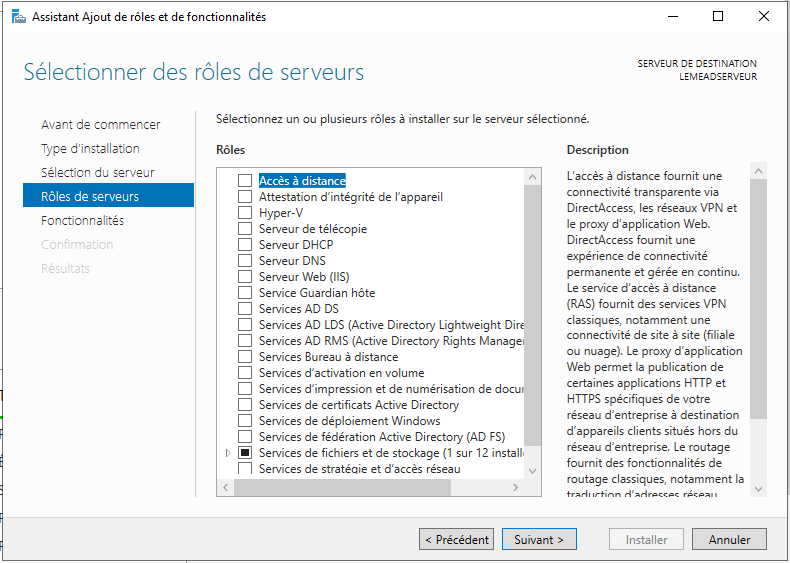 Assistant Ajout de rôles et de fonctionnalités
Sélectionner des rôles de serveurs
SERVEUR DE DESTINATION
LEMEADSERVEUR
Avant de commencer
Type d'installation
Sélection du serveur
Rôles de serveurs
Fonctionnalités
Confirmation
Résultats
Sélectionnez un ou plusieurs rôles à installer sur le serveur sélectionné.
Rôles
Accès à distance
Attestation d'intégrité de l'appareil
Hyper-V
Serveur de télécopie
Serveur DHCP
Serveur DNS
Serveur Web (IIS)
Service Guardian hôte
Services AD DS
Services AD LDS (Active Directory Lightweight Dire
Services AD RMS (Active Directory Rights Manage
Services Bureau à distance
Services d'activation en volume
Services d'impression et de numérisation de docu
Services de certificats Active Directory
Services de déploiement Windows
Services de fédération Active Directory (AD FS)
Services de fichiers et de stockage (1 sur 12 install
Services de stratégie et d'accès réseau
Description
L'accès à distance fournit une
connectivité transparente via
DirectAccess, les réseaux VPN et
le proxy d'application Web.
DirectAccess fournit une
expérience de connectivité
permanente et gérée en continu.
Le service d'accès à distance
(RAS) fournit des services VPN
classiques, notamment une
connectivité de site à site (filiale
ou nuage). Le proxy d'application
Web permet la publication de
certaines applications HTTP et
HTTPS spécifiques de votre
réseau d'entreprise à destination
d'appareils clients situés hors du
réseau d'entreprise. Le routage
fournit des fonctionnalités de
routage classiques, notamment la
traduction d'adresses réseau
< Précédent
Suivant >
Installer
Annuler